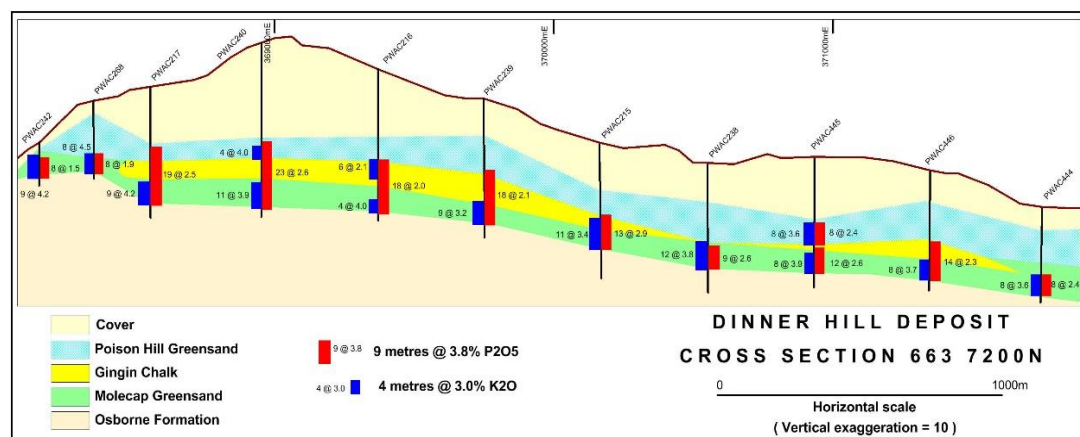 PWAC242
PWAC268
PWAC217
PWAC240
369000mE
PWAC216
PWAC239
370000mE
PWAC215
PWAC238
371000mE
PWAC445
PWAC446
PWAC444
9 @ 4.2
8 @ 1.5
8 @ 4.5
8 @ 1.9
9 @ 4.2
19 @ 2.5
4 @ 4.0
11 @ 3.9
23 @ 2.6
6 @ 2.1
4 @ 4.0
18 @ 2.0
9 @ 3.2
18 @ 2.1
11 @ 3.4
13 @ 2.9
12 @ 3.8
9 @ 2.6
8 @ 3.6
8 @ 2.4
8 @ 3.9
12 @ 2.6
8 @ 3.7
14 @ 2.3
8 @ 3.6
8 @ 2.4
Cover
Poison Hill Greensand
Gingin Chalk
Molecap Greensand
Osborne Formation
9 @ 3.8
9 metres @ 3.8% P2O5
4 @ 3.0
4 metres @ 3.0% K2O
DINNER HILL DEPOSIT
CROSS SECTION 663 7200N
0
1000m
Horizontal scale
( Vertical exaggeration = 10 )